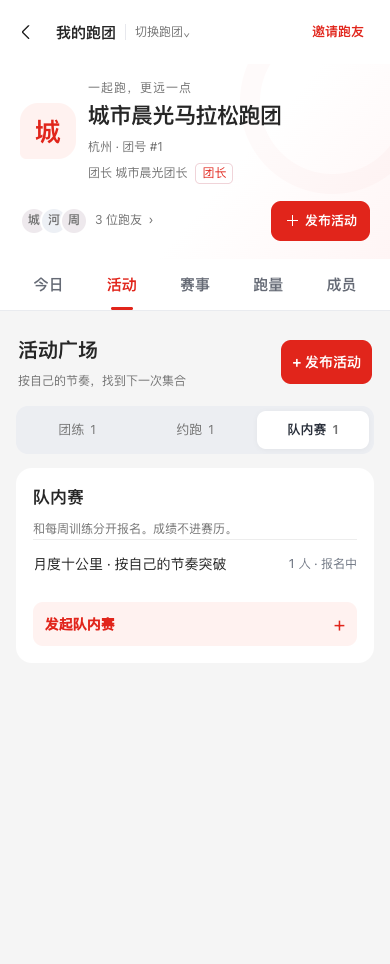 我的跑团 切换跑团 邀请跑友
一起跑，更远一点
城 城市晨光马拉松跑团
杭州 · 团号 #1
团长 城市晨光团长 团长
城 河 周 3 位跑友 › ＋ 发布活动
今日 活动 赛事 跑量 成员
活动广场
按自己的节奏，找到下一次集合
+ 发布活动
团练 1 约跑 1 队内赛 1
队内赛
和每周训练分开报名。成绩不进赛历。
月度十公里 · 按自己的节奏突破 1 人 · 报名中
发起队内赛 +